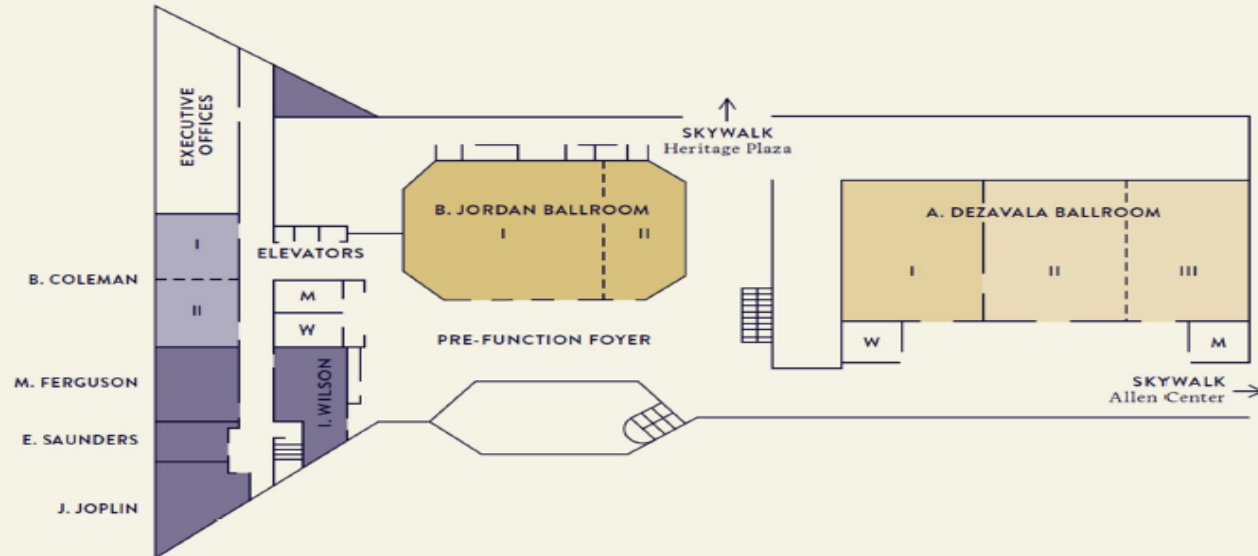 EXECUTIVE
OFFICES
SKYWALK
Heritage Plaza
B. JORDAN BALLROOM
I
II
A. DEZAVALA BALLROOM
I
II
III
ELEVATORS
B. COLEMAN
I
II
M
W
PRE-FUNCTION FOYER
W
M
M. FERGUSON
I. WILSON
SKYWALK
Allen Center
E. SAUNDERS
J. JOPLIN